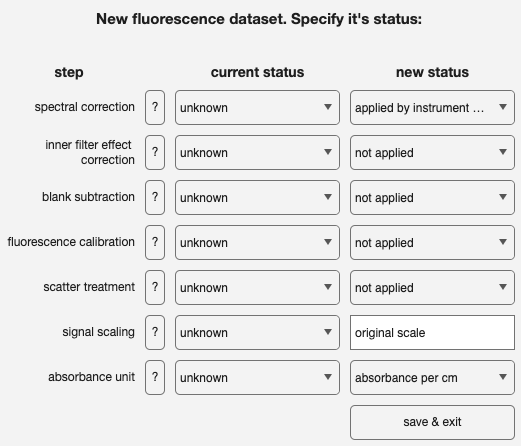 New fluorescence dataset. Specify it's status:
step current status new status
spectral correction ? unknown applied by instrument ...
inner filter effect
correction ? unknown not applied
blank subtraction ? unknown not applied
fluorescence calibration ? unknown not applied
scatter treatment ? unknown not applied
signal scaling ? unknown original scale
absorbance unit ? unknown absorbance per cm
save & exit